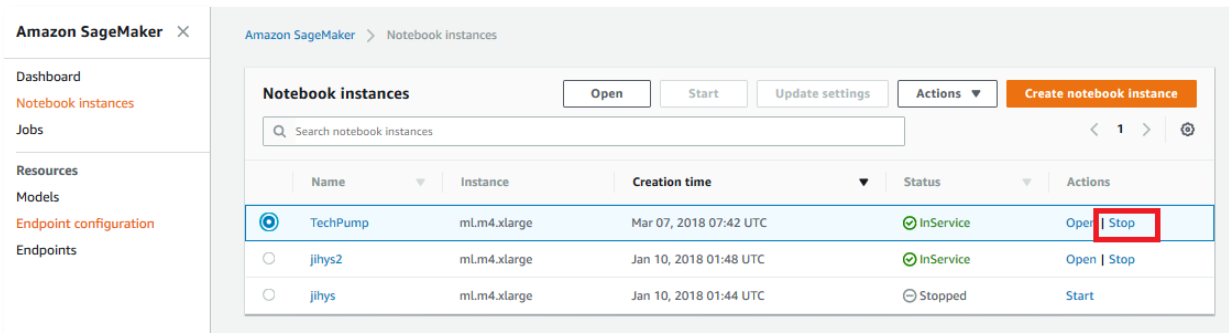 Amazon SageMaker
Dashboard
Notebook instances
Jobs
Resources
Models
Endpoint configuration
Endpoints
Amazon SageMaker > Notebook instances
Notebook instances Open Start Update settings Actions Create notebook instance
Search notebook instances < 1 >
Name Instance Creation time Status Actions
TechPump ml.m4.xlarge Mar 07, 2018 07:42 UTC InService Open | Stop
jihys2 ml.m4.xlarge Jan 10, 2018 01:48 UTC InService Open | Stop
jihys ml.m4.xlarge Jan 10, 2018 01:44 UTC Stopped Start